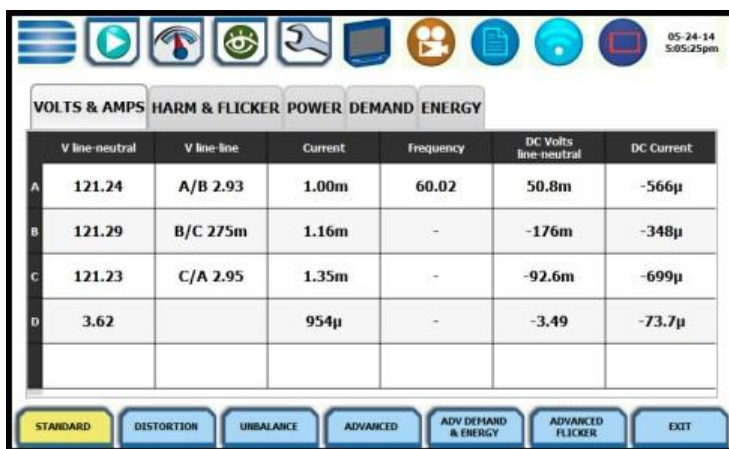 05-24-14
5:05:25pm
VOLTS & AMPS HARM & FLICKER POWER DEMAND ENERGY
V line-neutral V line-line Current Frequency DC Volts line-neutral DC Current
A 121.24 A/B 2.93 1.00m 60.02 50.8m -566µ
B 121.29 B/C 275m 1.16m - -176m -348µ
C 121.23 C/A 2.95 1.35m - -92.6m -699µ
D 3.62 954µ - -3.49 -73.7µ
STANDARD DISTORTION UNBALANCE ADVANCED ADV DEMAND & ENERGY ADVANCED FLICKER EXIT